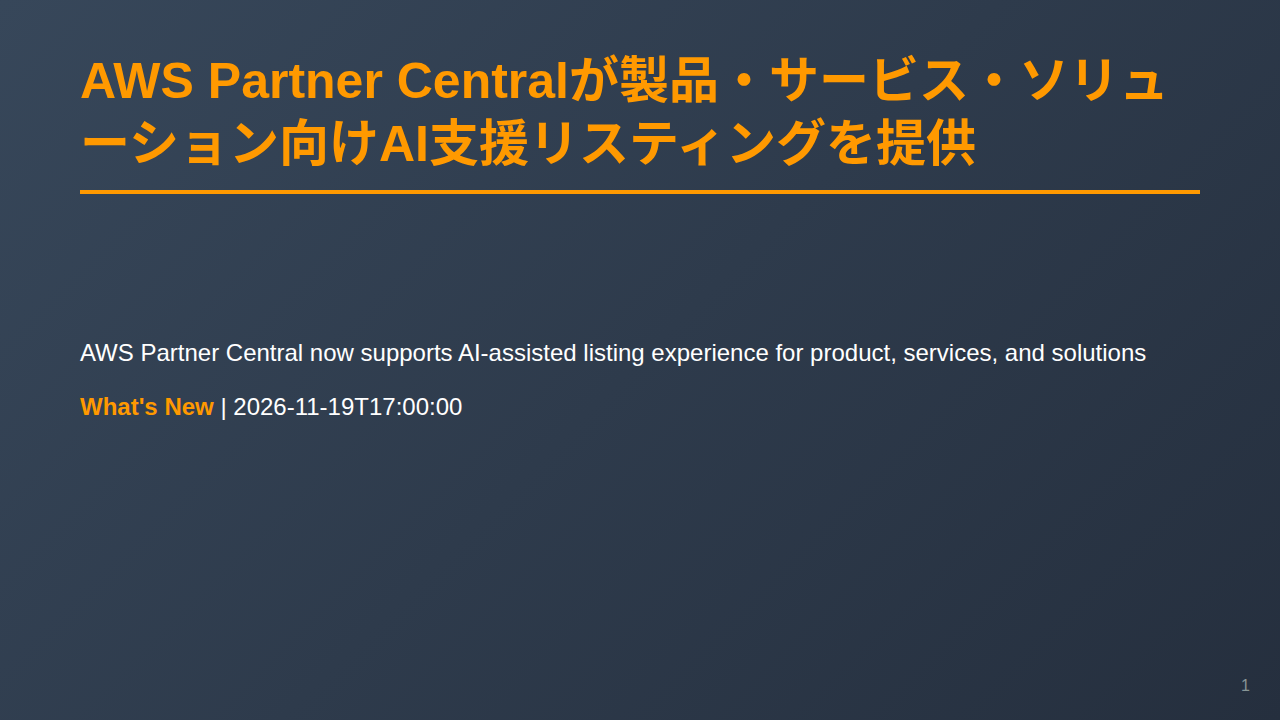 AWS Partner Centralが製品・サービス・ソリュ
ーション向けAI支援リスティングを提供
AWS Partner Central now supports AI-assisted listing experience for product, services, and solutions
What's New | 2026-11-19T17:00:00
1